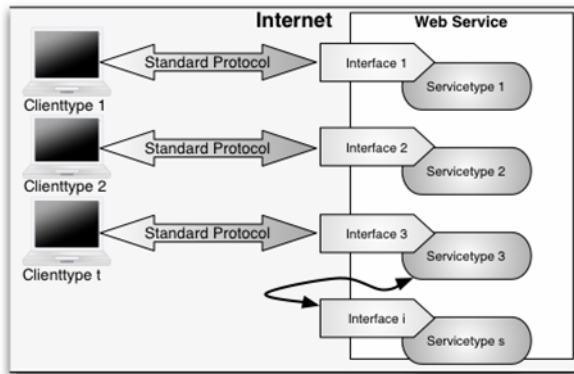 Internet
Web Service
Standard Protocol
Interface 1
Servicetype 1
Clienttype 1
Standard Protocol
Interface 2
Servicetype 2
Clienttype 2
Standard Protocol
Interface 3
Servicetype 3
Clienttype t
Interface i
Servicetype s